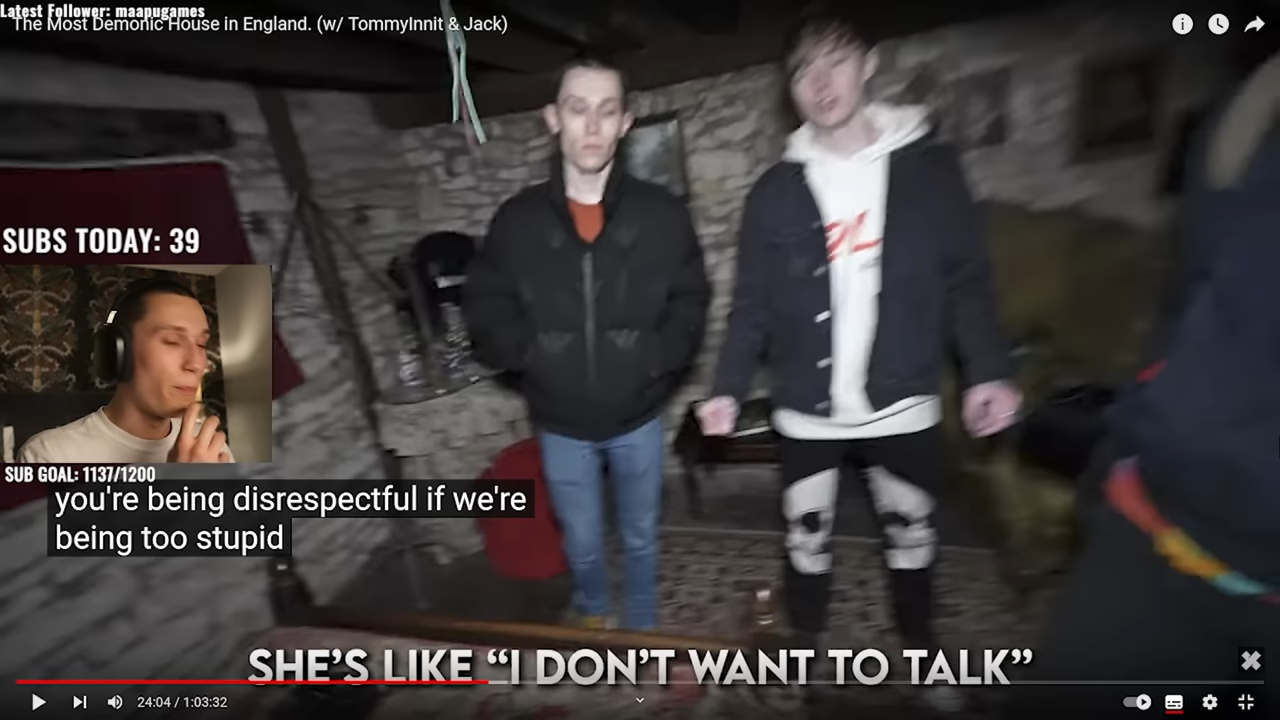 Latest Follower: maapugames
The Most Demonic House in England. (w/ TommyInnit & Jack)
SUBS TODAY: 39
SUB GOAL: 1137/1200
you're being disrespectful if we're
being too stupid
SHE'S LIKE “I DON'T WANT TO TALK”
24:04 / 1:03:32